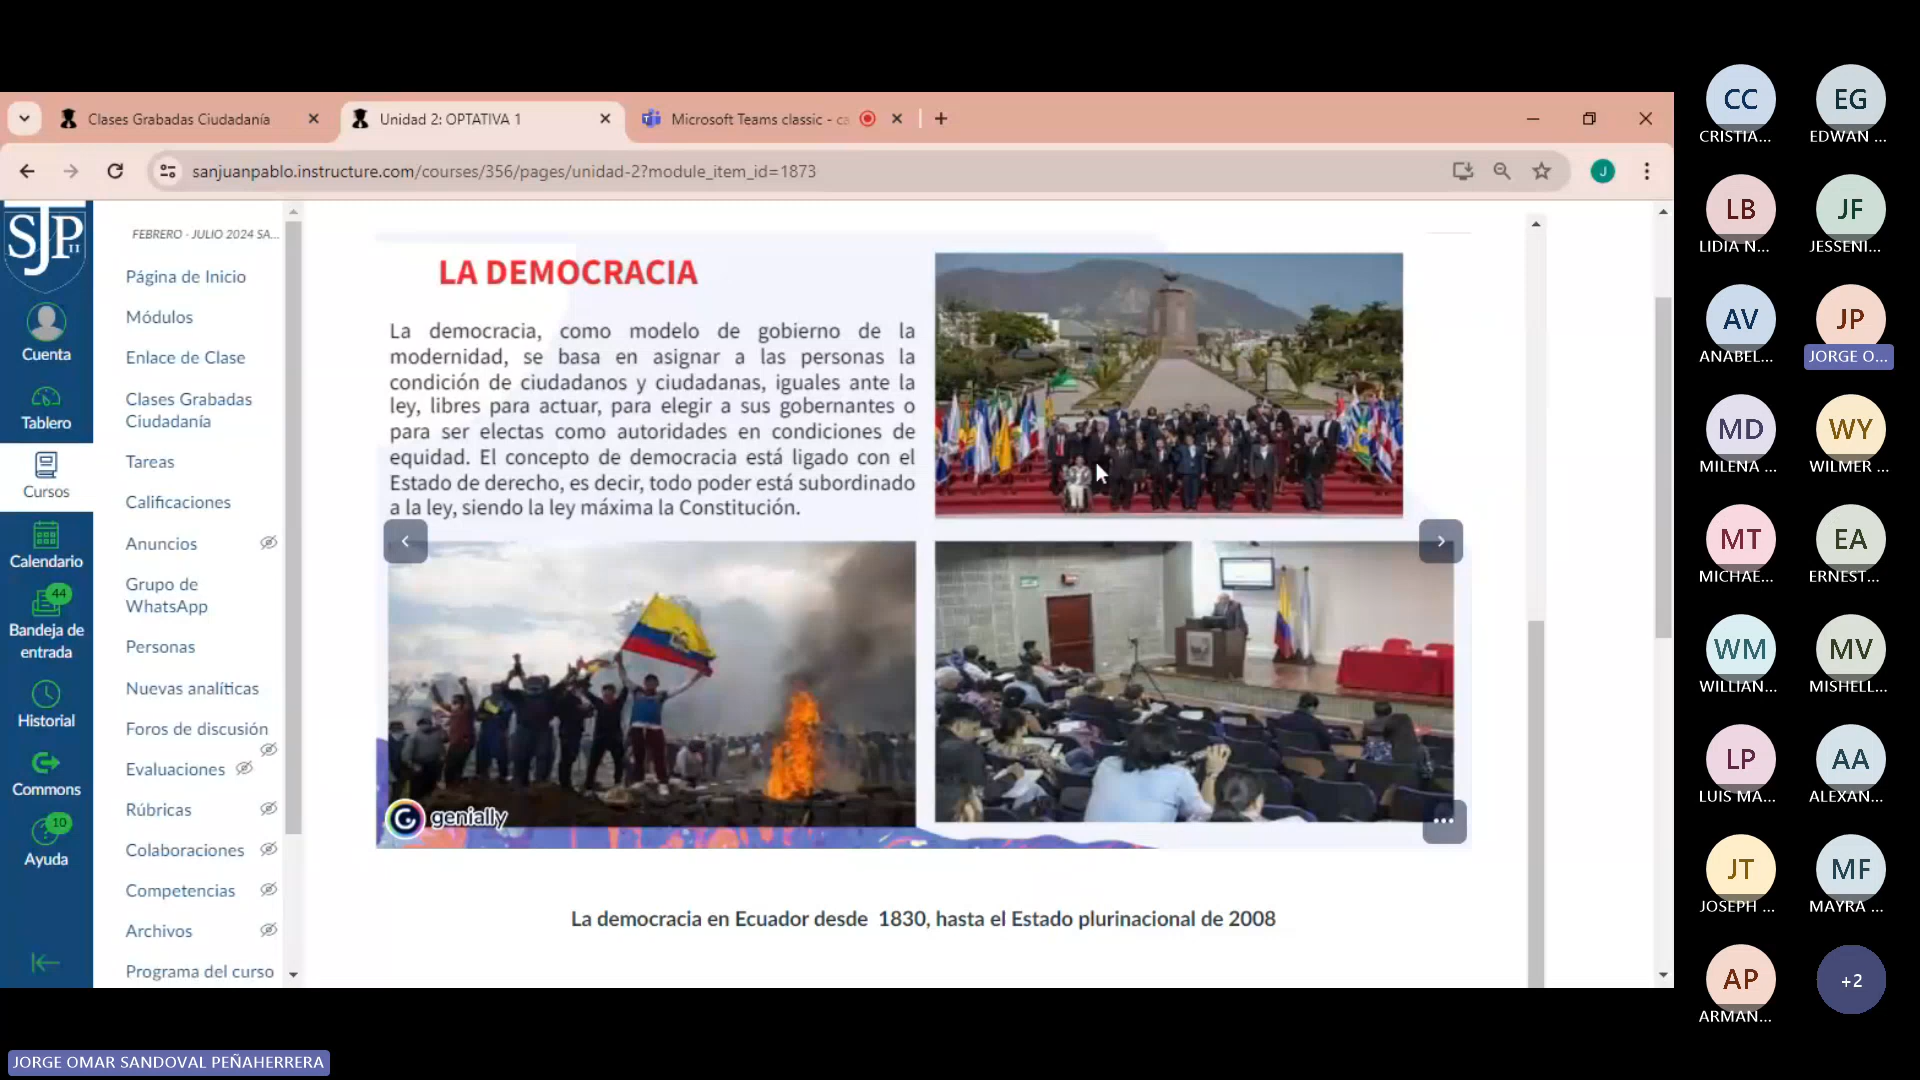 Clases Grabadas Ciudadanía
Unidad 2: OPTATIVA 1
Microsoft Teams classic - ca
sanjuanpablo.instructure.com/courses/356/pages/unidad-2?module_item_id=1873
J
SJP
II
Cuenta
Tablero
Cursos
Calendario
44
Bandeja de
entrada
Historial
Commons
10
Ayuda
FEBRERO - JULIO 2024 SA...
Página de Inicio
Módulos
Enlace de Clase
Clases Grabadas
Ciudadanía
Tareas
Calificaciones
Anuncios
Grupo de
WhatsApp
Personas
Nuevas analíticas
Foros de discusión
Evaluaciones
Rúbricas
Colaboraciones
Competencias
Archivos
Programa del curso
LA DEMOCRACIA
La democracia, como modelo de gobierno de la
modernidad, se basa en asignar a las personas la
condición de ciudadanos y ciudadanas, iguales ante la
ley, libres para actuar, para elegir a sus gobernantes o
para ser electas como autoridades en condiciones de
equidad. El concepto de democracia está ligado con el
Estado de derecho, es decir, todo poder está subordinado
a la ley, siendo la ley máxima la Constitución.
genially
La democracia en Ecuador desde 1830, hasta el Estado plurinacional de 2008
CC
CRISTIA...
EG
EDWAN ...
LB
LIDIA N...
JF
JESSENI...
AV
ANABEL...
JP
JORGE O...
MD
MILENA ...
WY
WILMER ...
MT
MICHAE...
EA
ERNEST...
WM
WILLIAN...
MV
MISHELL...
LP
LUIS MA...
AA
ALEXAN...
JT
JOSEPH ...
MF
MAYRA ...
AP
ARMAN...
+2
JORGE OMAR SANDOVAL PEÑAHERRERA